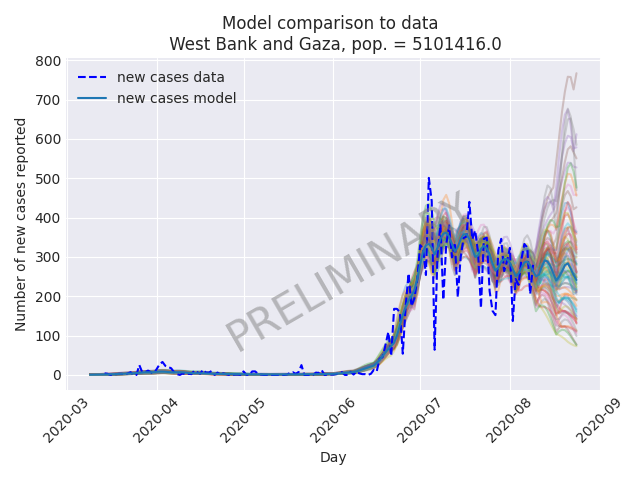 Model comparison to data
West Bank and Gaza, pop. = 5101416.0
800
700
600
500
400
300
200
100
0
Number of new cases reported
new cases data
new cases model
PRELIMINARY
2020-03
2020-04
2020-05
2020-06
2020-07
2020-08
2020-09
Day